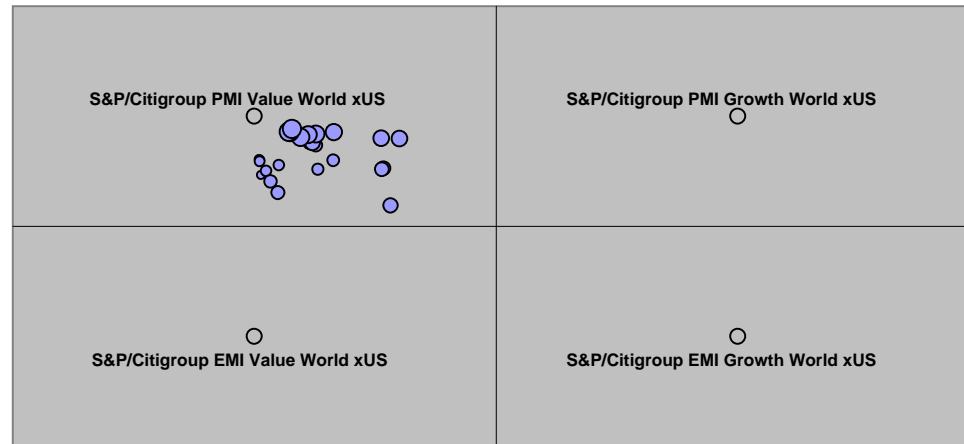 S&P/Citigroup PMI Value World xUS
S&P/Citigroup PMI Growth World xUS
S&P/Citigroup EMI Value World xUS
S&P/Citigroup EMI Growth World xUS